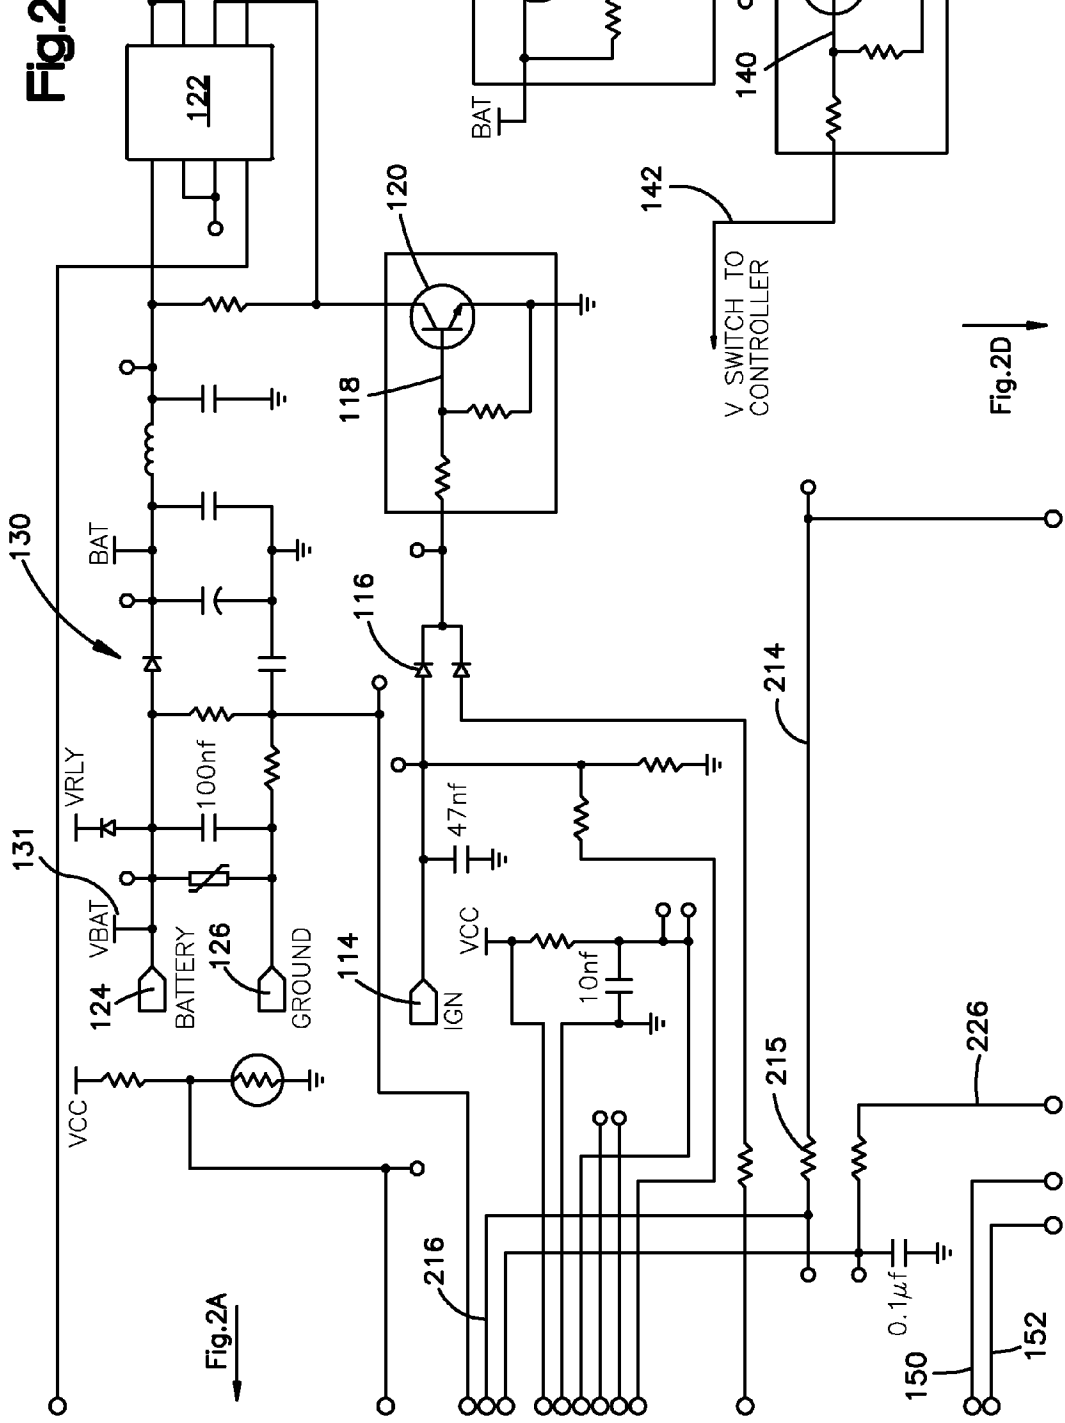 Fig.2
122
BAT
140
142
120
V SWITCH TO
CONTROLLER
Fig.2D
118
130
BAT
116
214
VRLY
131
100nf
47nf
VBAT
124
BATTERY
126
GROUND
114
IGN
VCC
10nf
VCC
215
226
216
Fig.2A
0.1µf
150
152